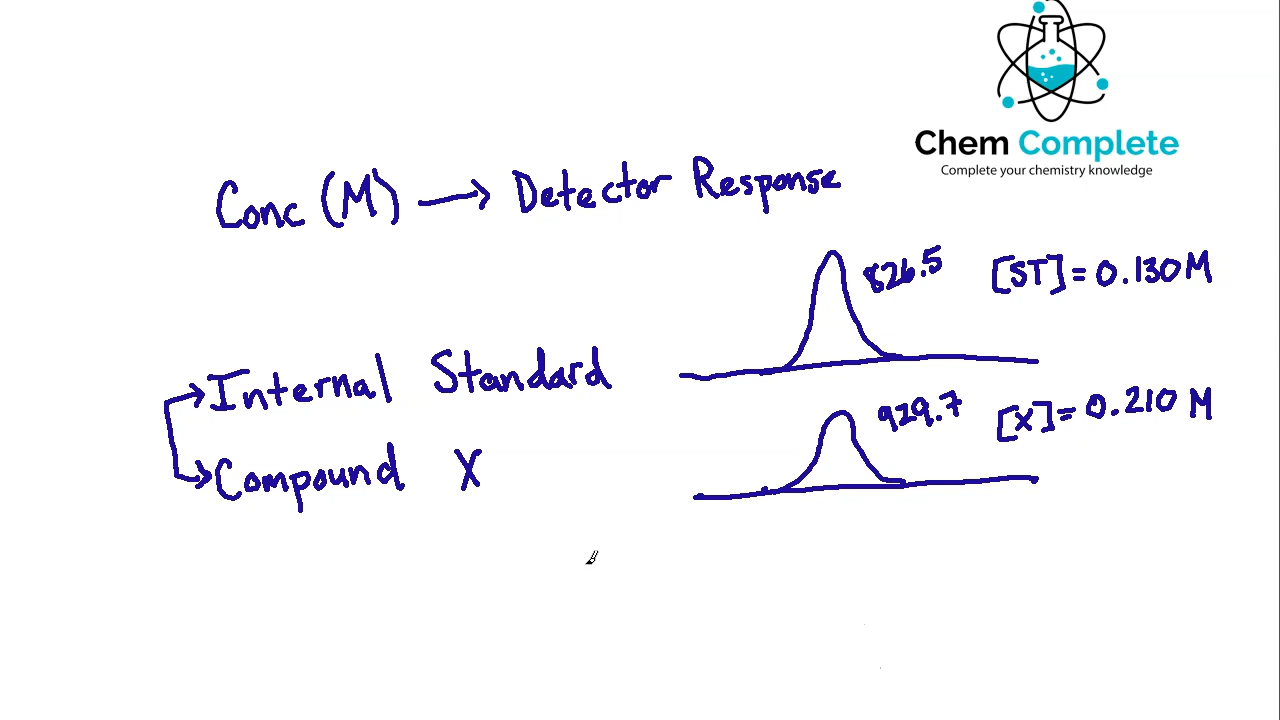 Chem Complete
Complete your chemistry knowledge
Conc (M) → Detector Response
826.5 [ST] = 0.130 M
Internal Standard
929.7 [X] = 0.210 M
Compound X